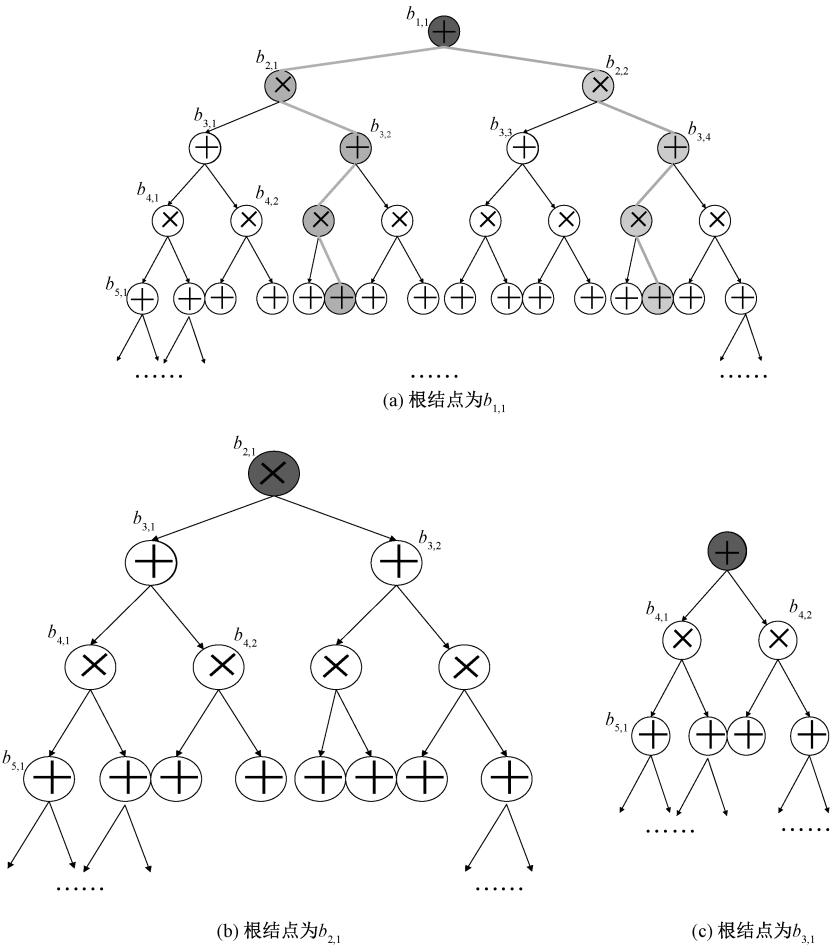 b1,1
b2,1
b2,2
b3,1
b3,2
b3,3
b3,4
b4,1
b4,2
b5,1
...... ...... ......
(a) 根结点为b1,1
b2,1
b3,1
b3,2
b4,1
b4,2
b5,1
...... ......
(b) 根结点为b2,1
b4,1
b4,2
b5,1
...... ......
(c) 根结点为b3,1